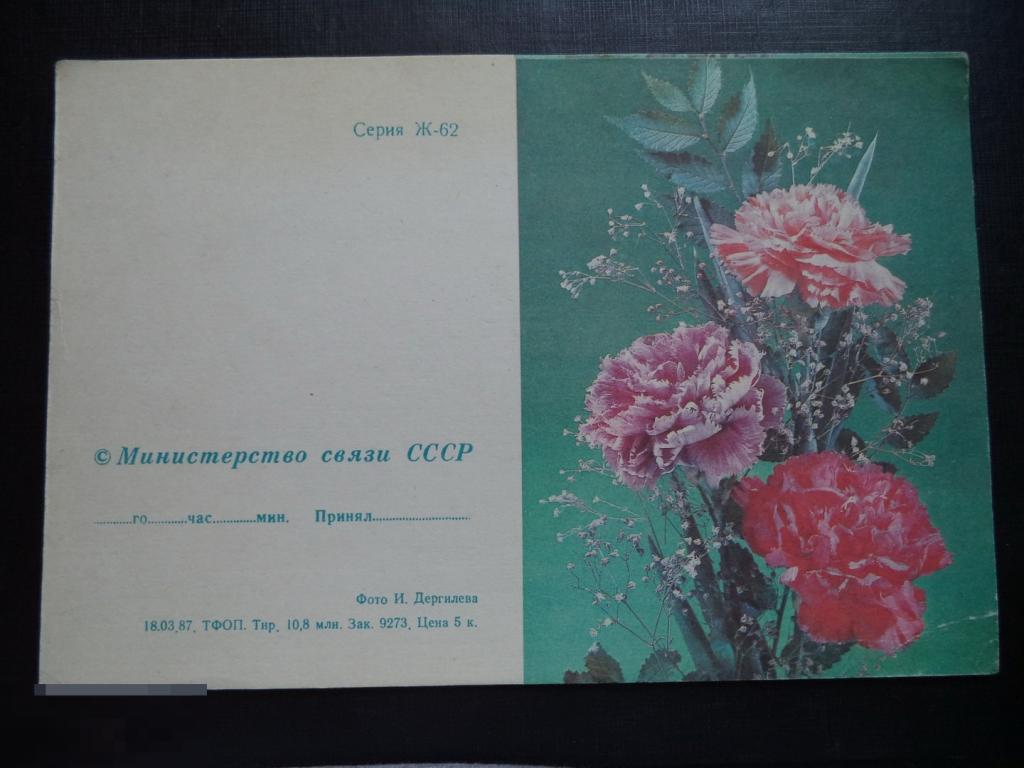 Серия Ж-62
© Министерство связи СССР
...........го...........час............мин. Принял............................
Фото И. Дергилева
18.03.87. ТФОП. Тир. 10,8 млн. Зак. 9273. Цена 5 к.